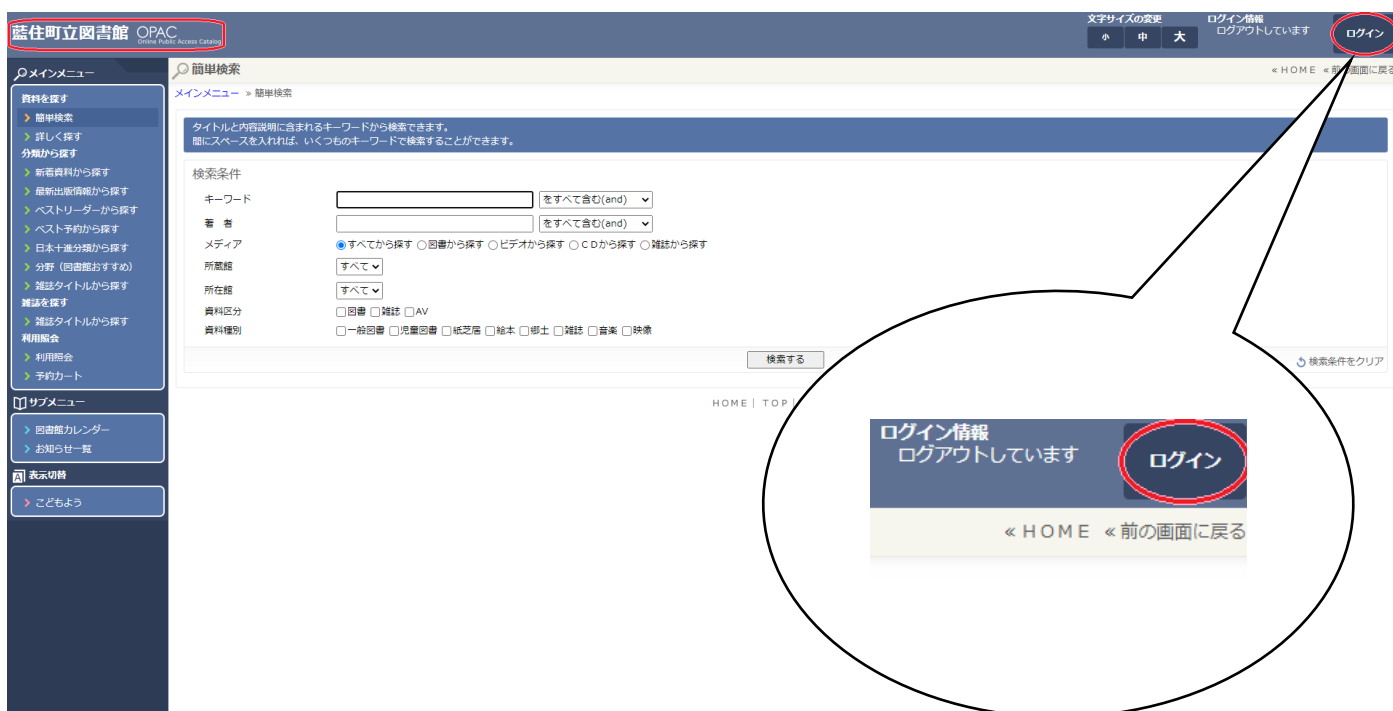 藍住町立図書館 OPAC
Online Public Access Catalog
文字サイズの変更
小 中 大
ログイン情報
ログアウトしています
ログイン
メインメニュー
資料を探す
簡単検索
詳しく探す
分類から探す
新着資料から探す
最新出版情報から探す
ベストリーダーから探す
ベスト予約から探す
日本十進分類から探す
分野（図書館おすすめ）
雑誌タイトルから探す
雑誌を探す
雑誌タイトルから探す
利用照会
利用照会
予約カート
サブメニュー
図書館カレンダー
お知らせ一覧
表示切替
こどもよう
簡単検索
« HOME « 前の画面に戻る
メインメニュー » 簡単検索
タイトルと内容説明に含まれるキーワードから検索できます。
間にスペースを入れれば、いくつものキーワードで検索することができます。
検索条件
キーワード をすべて含む(and)
著 者 をすべて含む(and)
メディア すべてから探す 図書から探す ビデオから探す ＣＤから探す 雑誌から探す
所蔵館 すべて
所在館 すべて
資料区分 図書 雑誌 AV
資料種別 一般図書 児童図書 紙芝居 絵本 郷土 雑誌 音楽 映像
検索する
検索条件をクリア
HOME | TOP |
ログイン情報
ログアウトしています
ログイン
« HOME « 前の画面に戻る